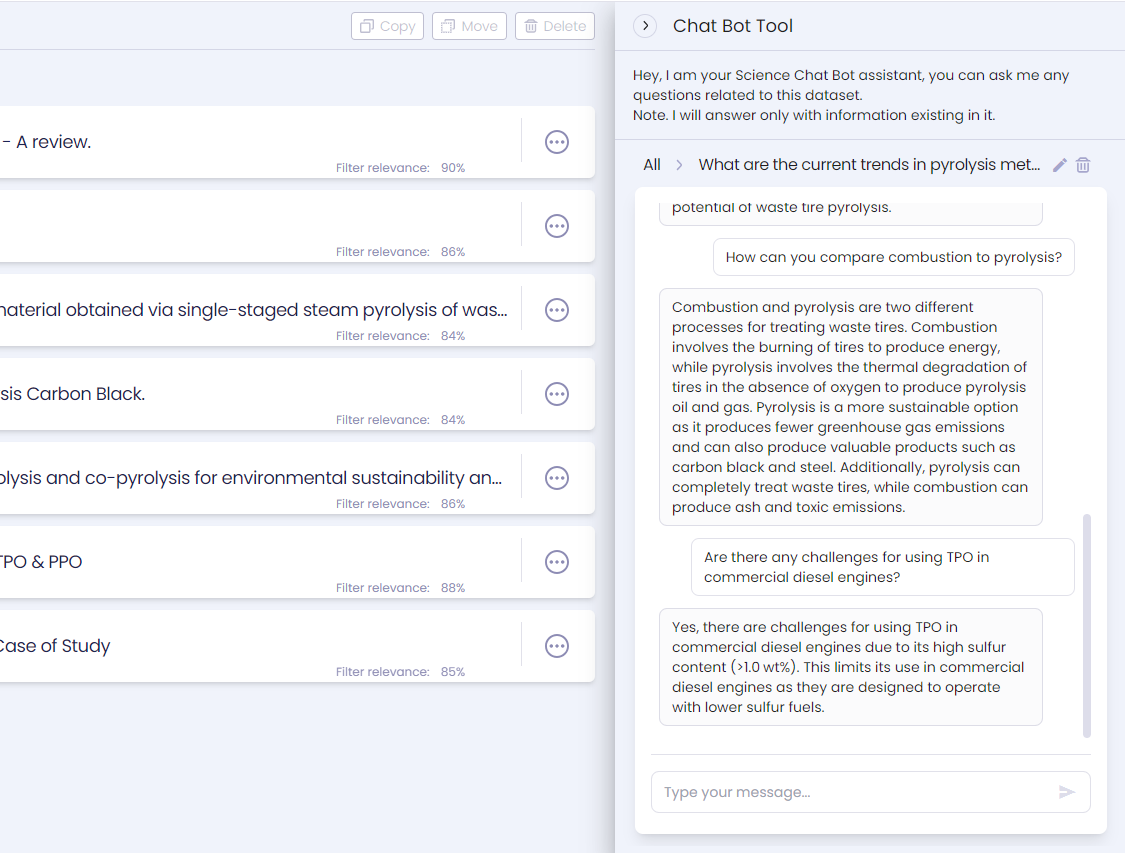 Copy Move Delete
- A review.
Filter relevance: 90%
Filter relevance: 86%
material obtained via single-staged steam pyrolysis of was...
Filter relevance: 84%
sis Carbon Black.
Filter relevance: 84%
olysis and co-pyrolysis for environmental sustainability an...
Filter relevance: 86%
TPO & PPO
Filter relevance: 88%
Case of Study
Filter relevance: 85%
Chat Bot Tool
Hey, I am your Science Chat Bot assistant, you can ask me any
questions related to this dataset.
Note. I will answer only with information existing in it.
All > What are the current trends in pyrolysis met...
potential of waste tire pyrolysis.
How can you compare combustion to pyrolysis?
Combustion and pyrolysis are two different
processes for treating waste tires. Combustion
involves the burning of tires to produce energy,
while pyrolysis involves the thermal degradation of
tires in the absence of oxygen to produce pyrolysis
oil and gas. Pyrolysis is a more sustainable option
as it produces fewer greenhouse gas emissions
and can also produce valuable products such as
carbon black and steel. Additionally, pyrolysis can
completely treat waste tires, while combustion can
produce ash and toxic emissions.
Are there any challenges for using TPO in
commercial diesel engines?
Yes, there are challenges for using TPO in
commercial diesel engines due to its high sulfur
content (>1.0 wt%). This limits its use in commercial
diesel engines as they are designed to operate
with lower sulfur fuels.
Type your message...